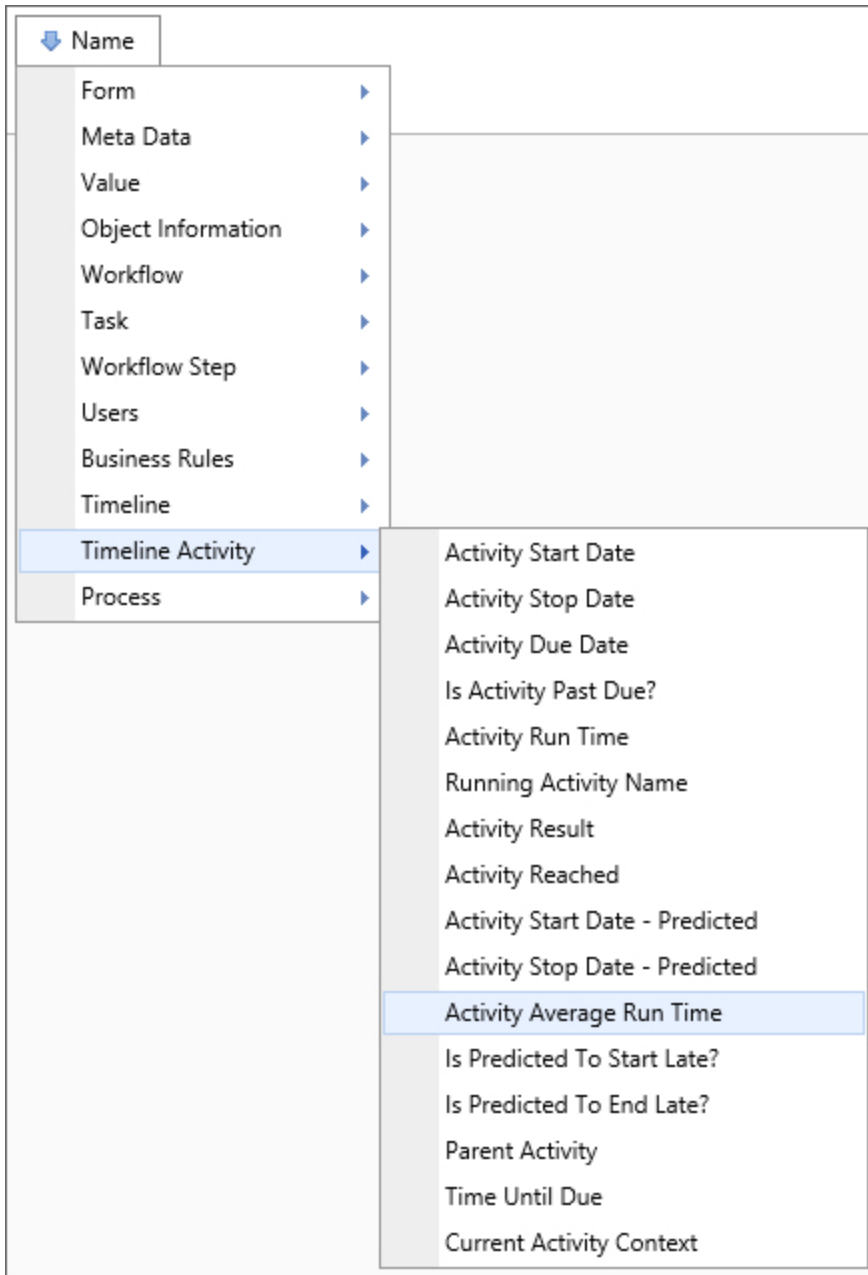 Name
Form
Meta Data
Value
Object Information
Workflow
Task
Workflow Step
Users
Business Rules
Timeline
Timeline Activity
Process
Activity Start Date
Activity Stop Date
Activity Due Date
Is Activity Past Due?
Activity Run Time
Running Activity Name
Activity Result
Activity Reached
Activity Start Date - Predicted
Activity Stop Date - Predicted
Activity Average Run Time
Is Predicted To Start Late?
Is Predicted To End Late?
Parent Activity
Time Until Due
Current Activity Context